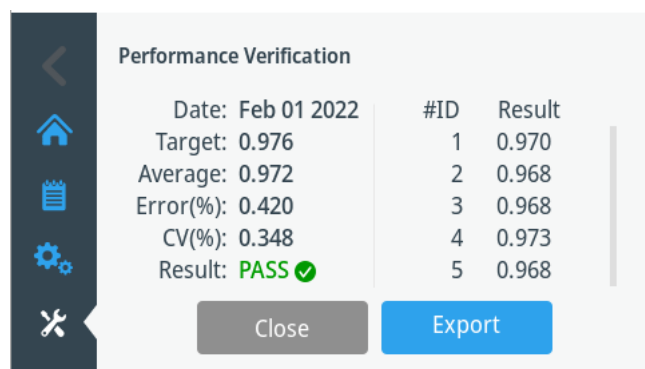 Performance Verification
Date: Feb 01 2022 #ID Result
Target: 0.976 1 0.970
Average: 0.972 2 0.968
Error(%): 0.420 3 0.968
CV(%): 0.348 4 0.973
Result: PASS 5 0.968
Close Export